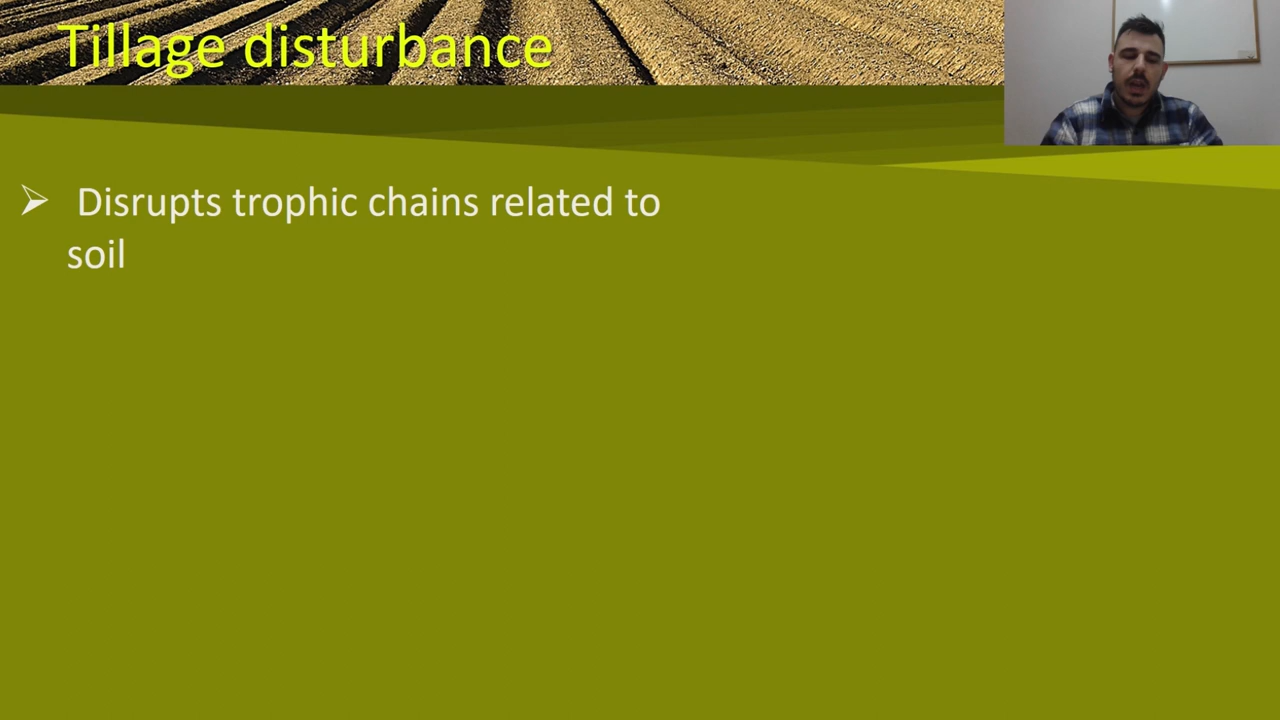 Tillage disturbance
➢ Disrupts trophic chains related to
soil